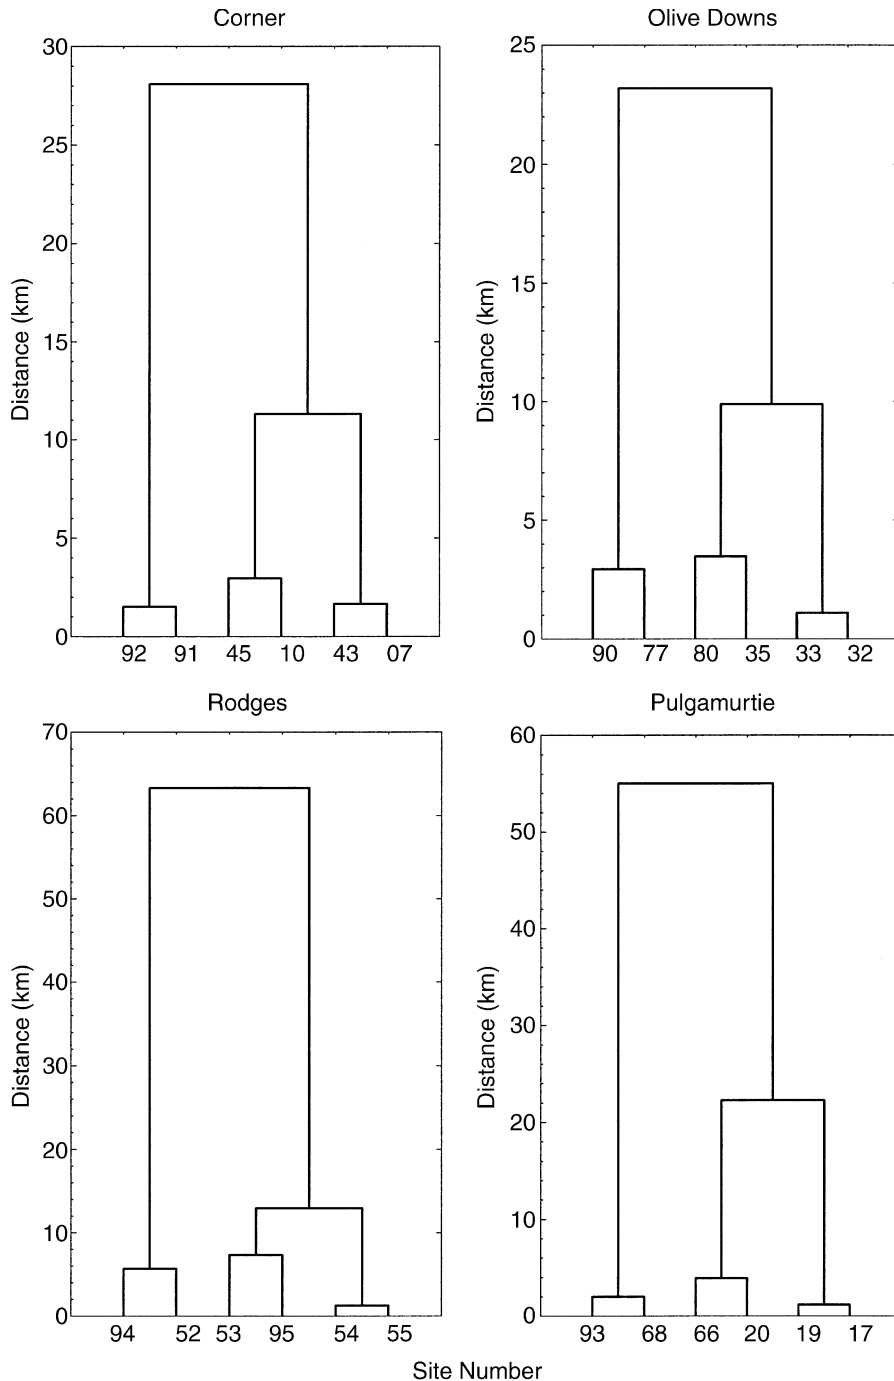 Corner
30
25
20
15
10
5
0
Distance (km)
92 91 45 10 43 07
Olive Downs
25
20
15
10
5
0
Distance (km)
90 77 80 35 33 32
Rodges
70
60
50
40
30
20
10
0
Distance (km)
94 52 53 95 54 55
Pulgamurtie
60
50
40
30
20
10
0
Distance (km)
93 68 66 20 19 17
Site Number